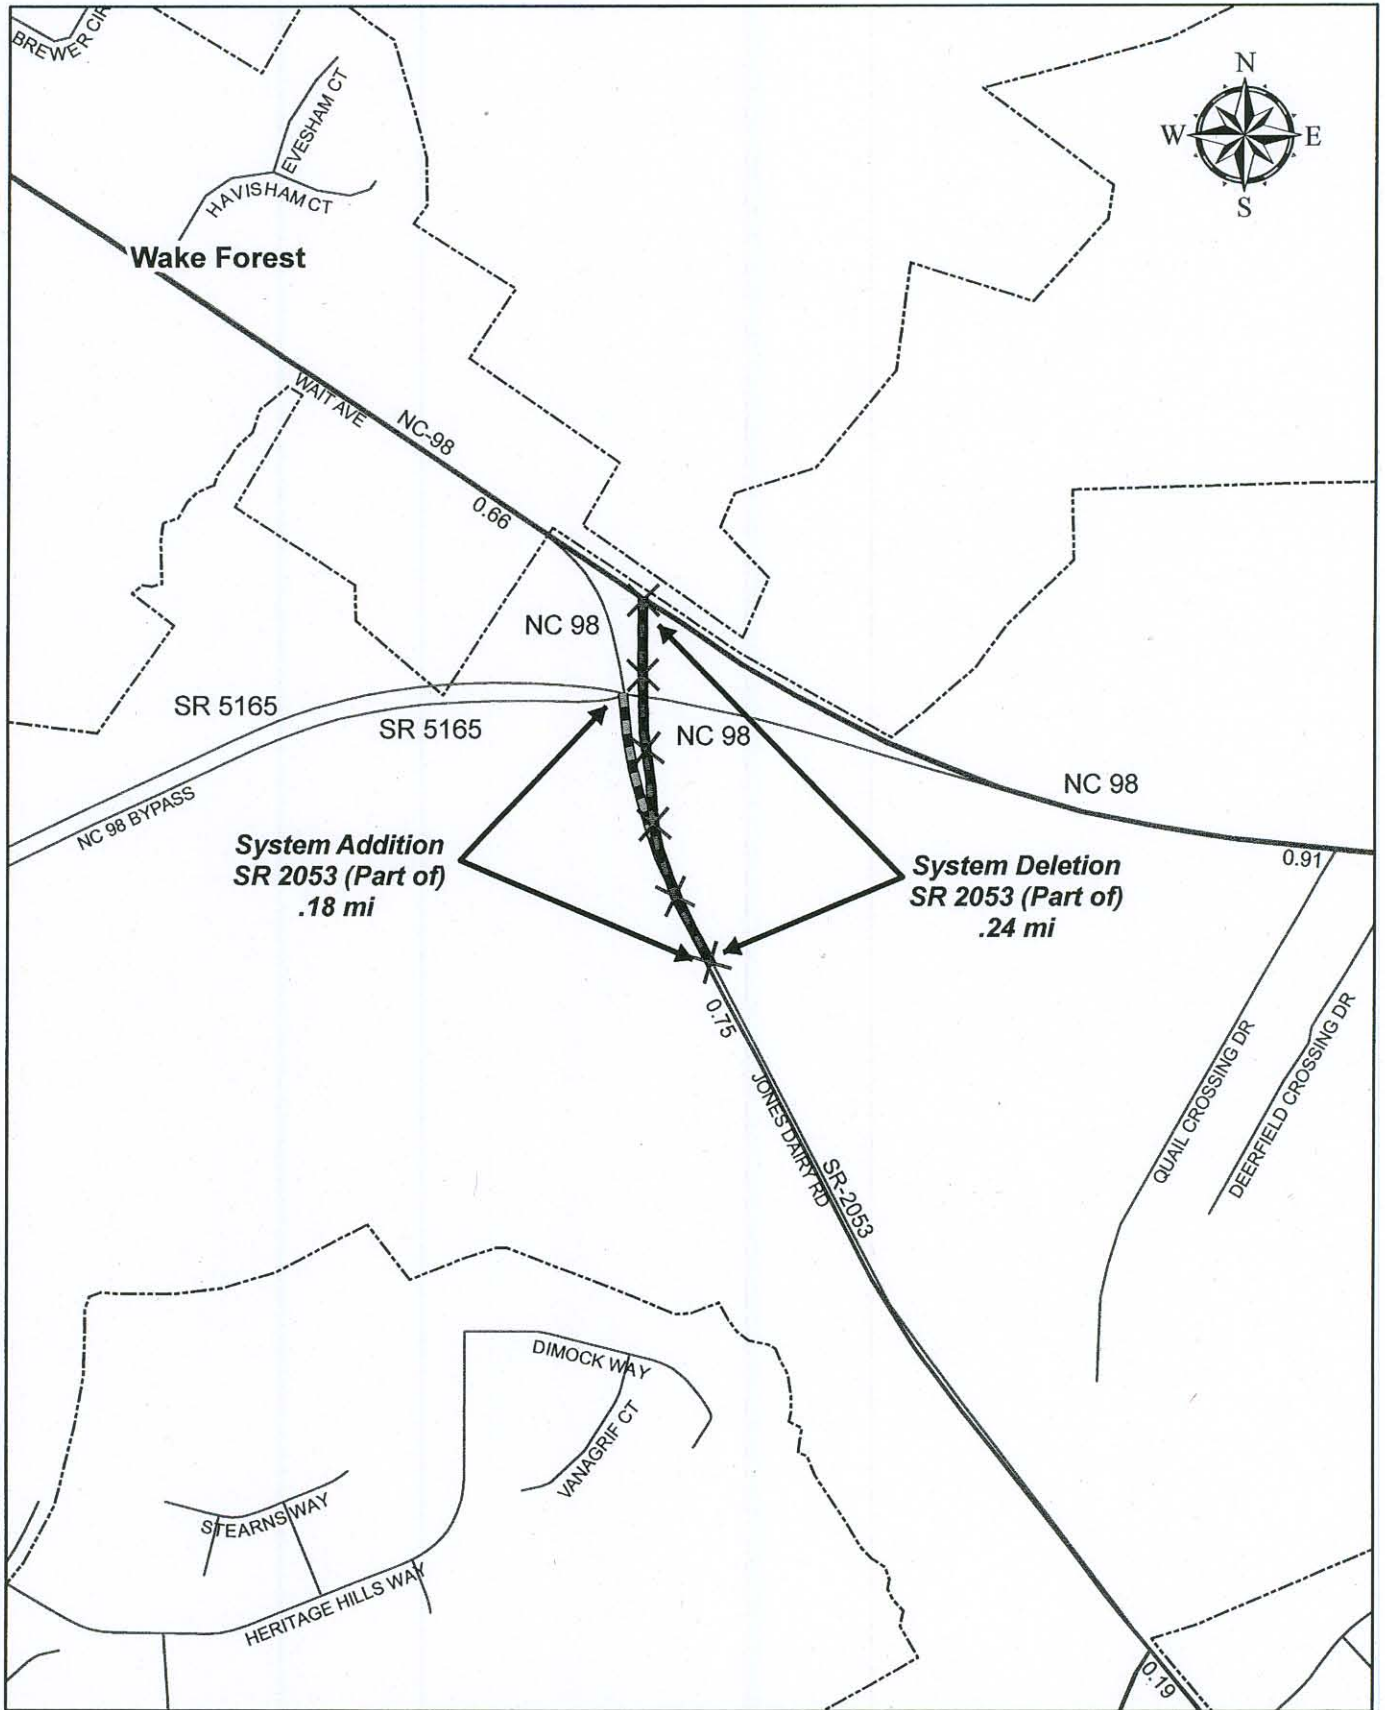 BREWER CIR
EVESHAM CT
HAVISHAM CT
N
W
E
S
Wake Forest
WAIT AVE
NC-98
0.66
NC 98
SR 5165
SR 5165
NC 98
NC 98
NC 98 BYPASS
0.91
System Addition
SR 2053 (Part of)
.18 mi
System Deletion
SR 2053 (Part of)
.24 mi
0.75
JONES DAIRY RD
SR-2053
QUAIL CROSSING DR
DEERFIELD CROSSING DR
DIMOCK WAY
VANAGRIF CT
STEARNS WAY
HERITAGE HILLS WAY
0.19